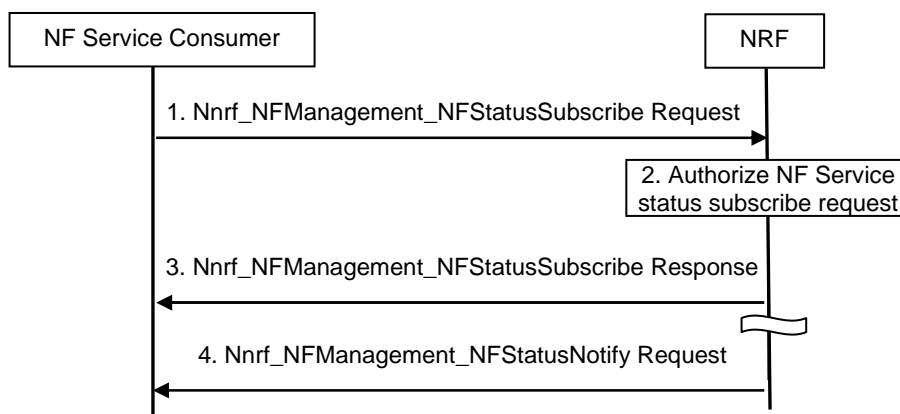 NF Service Consumer
NRF
1. Nnrf_NFManagement_NFStatusSubscribe Request
2. Authorize NF Service
status subscribe request
3. Nnrf_NFManagement_NFStatusSubscribe Response
4. Nnrf_NFManagement_NFStatusNotify Request